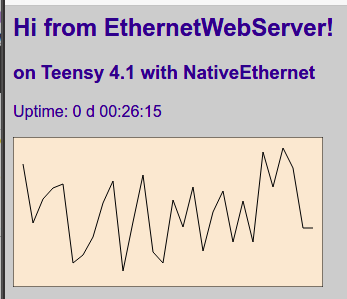 Hi from EthernetWebServer!
on Teensy 4.1 with NativeEthernet
Uptime: 0 d 00:26:15